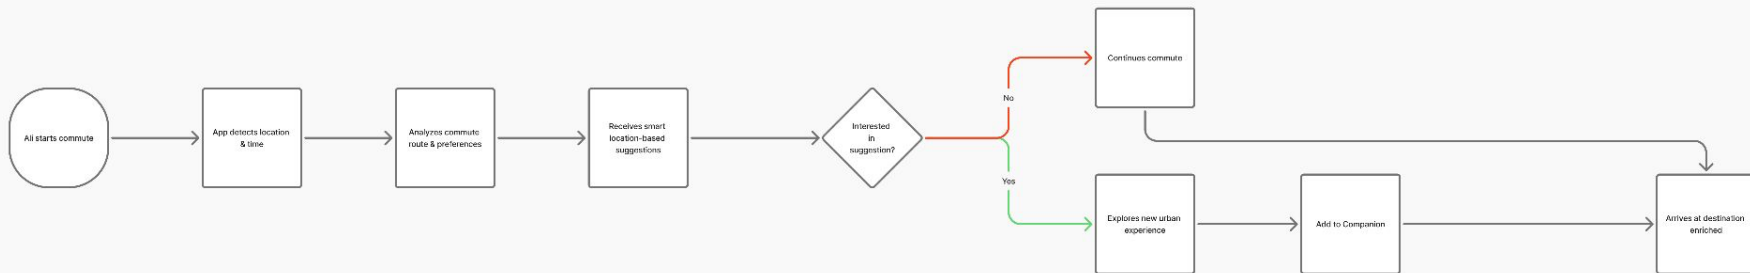 Ali starts commute
App detects location
& time
Analyzes commute
route & preferences
Receives smart
location-based
suggestions
Interested
in
suggestion?
No
Continues commute
Yes
Explores new urban
experience
Add to Companion
Arrives at destination
enriched